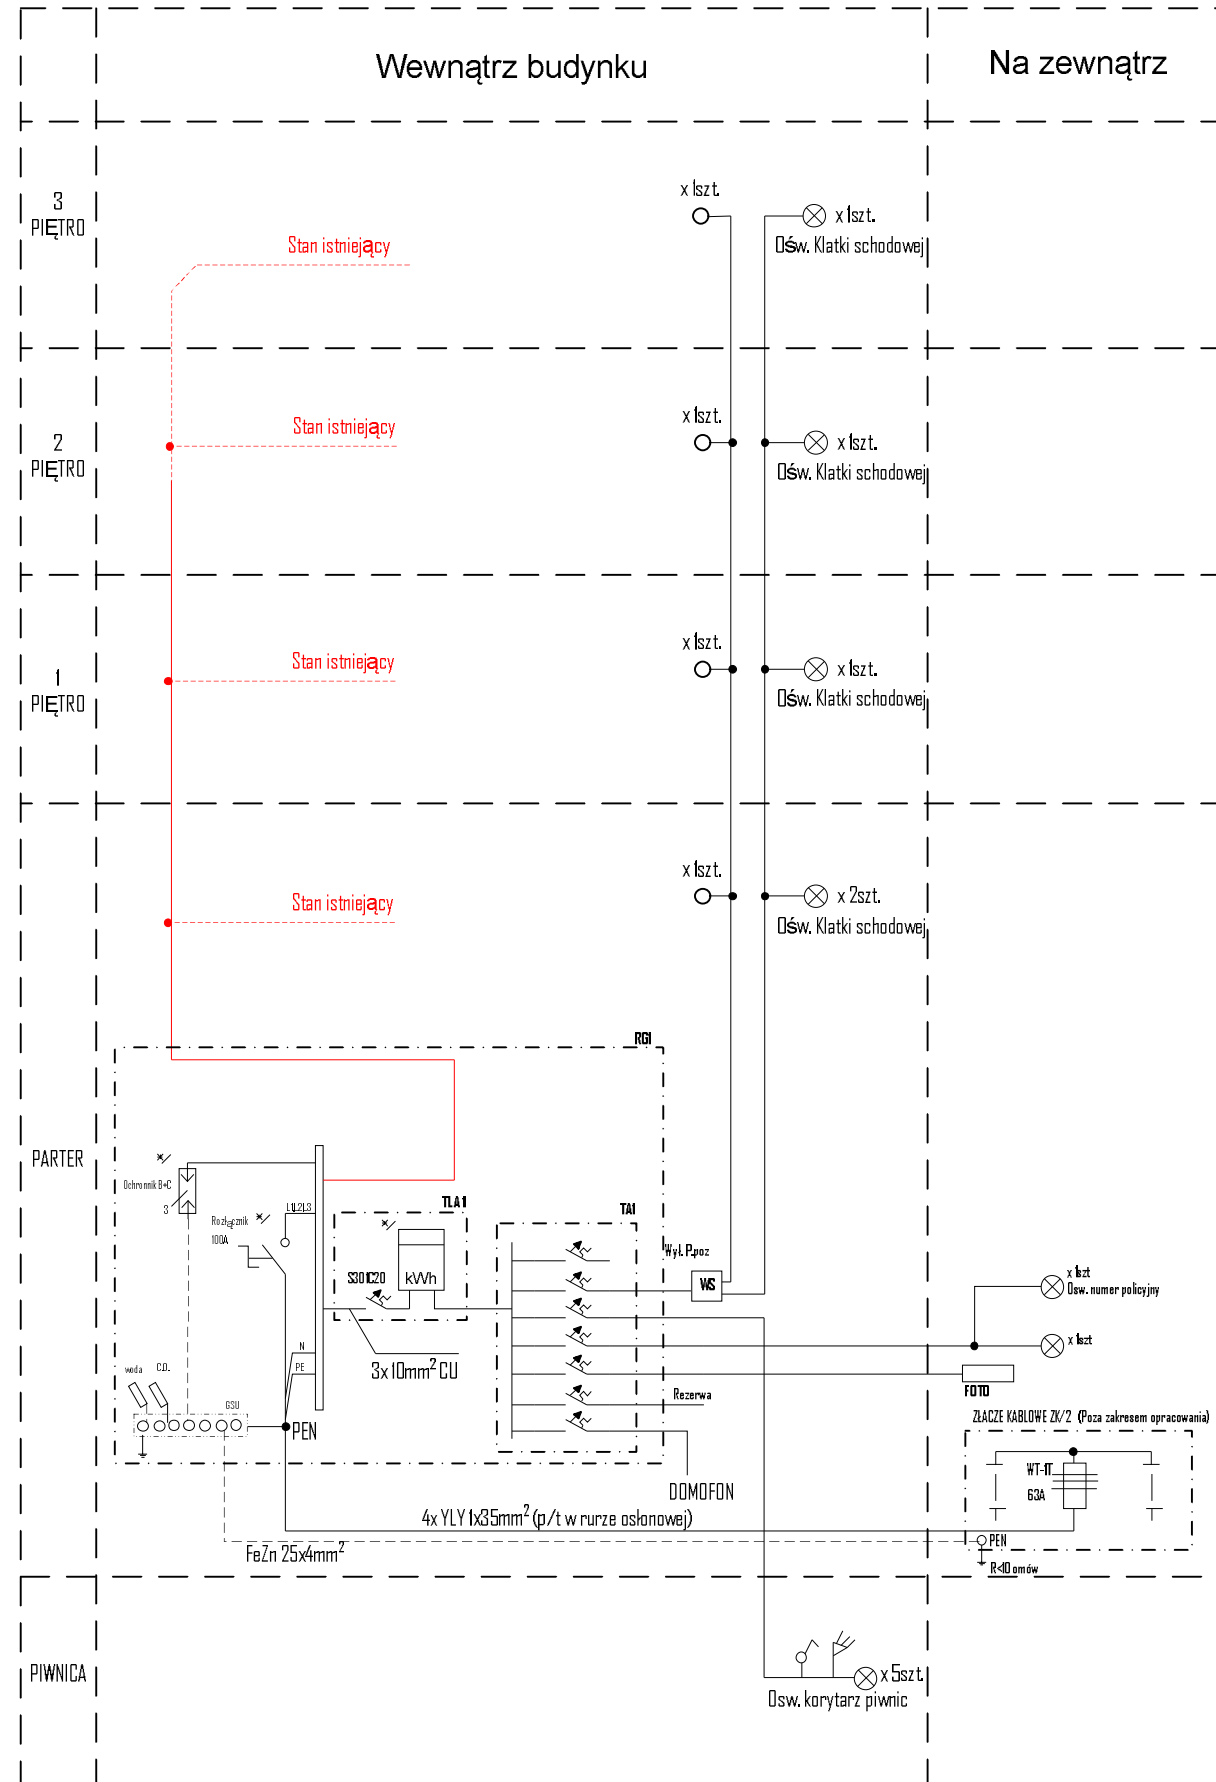 Wewnątrz budynku
Na zewnątrz
3
PIĘTRO
x 1szt.
x 1szt.
Ośw. Klatki schodowej
Stan istniejący
2
PIĘTRO
Stan istniejący
x 1szt.
x 1szt.
Ośw. Klatki schodowej
1
PIĘTRO
Stan istniejący
x 1szt.
x 1szt.
Ośw. Klatki schodowej
PARTER
Stan istniejący
x 1szt.
x 2szt.
Ośw. Klatki schodowej
RG1
Ochronnik B+C
3
Rozłącznik
100A
L1L2L3
TLA1
S301C20
kWh
TA1
Wył. P.poz
WS
x 1szt
Osw. numer policyjny
x 1szt
N
PE
3x10mm² CU
woda
C.O.
GSU
PEN
Rezerwa
FOTO
DOMOFON
ZŁACZE KABLOWE ZK/2 (Poza zakresem opracowania)
WT-1T
63A
4x YLY 1x35mm² (p/t w rurze osłonowej)
FeZn 25x4mm²
PEN
R<10 omów
PIWNICA
x 5szt.
Osw. korytarz piwnic